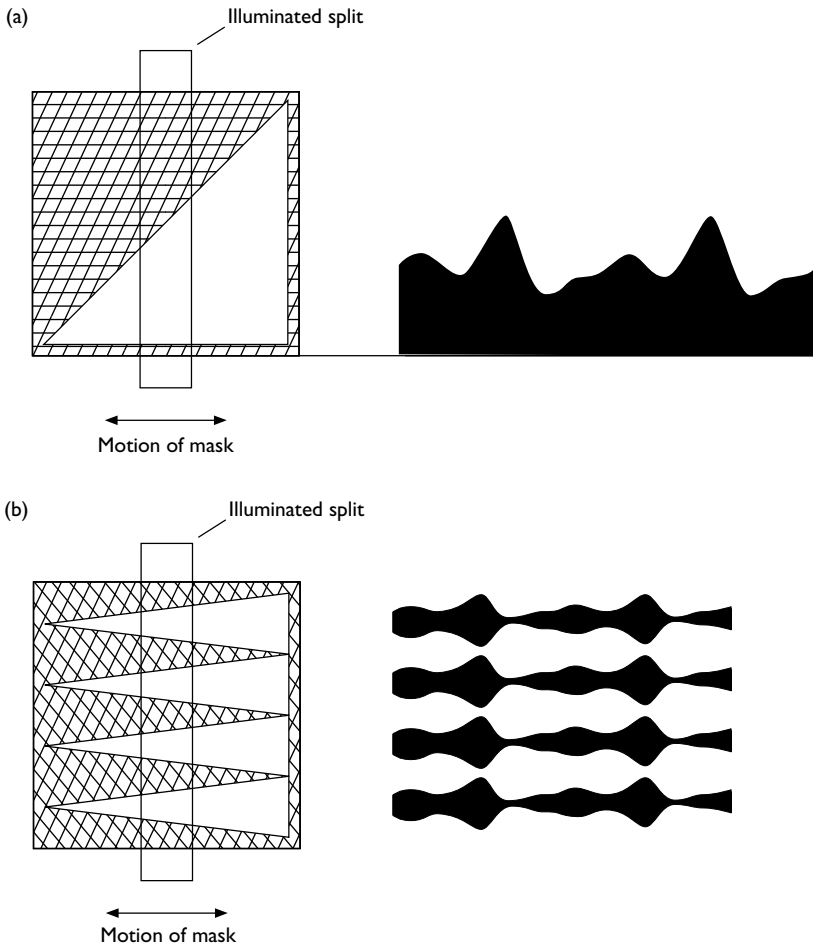 (a)
Illuminated split
Motion of mask
(b)
Illuminated split
Motion of mask